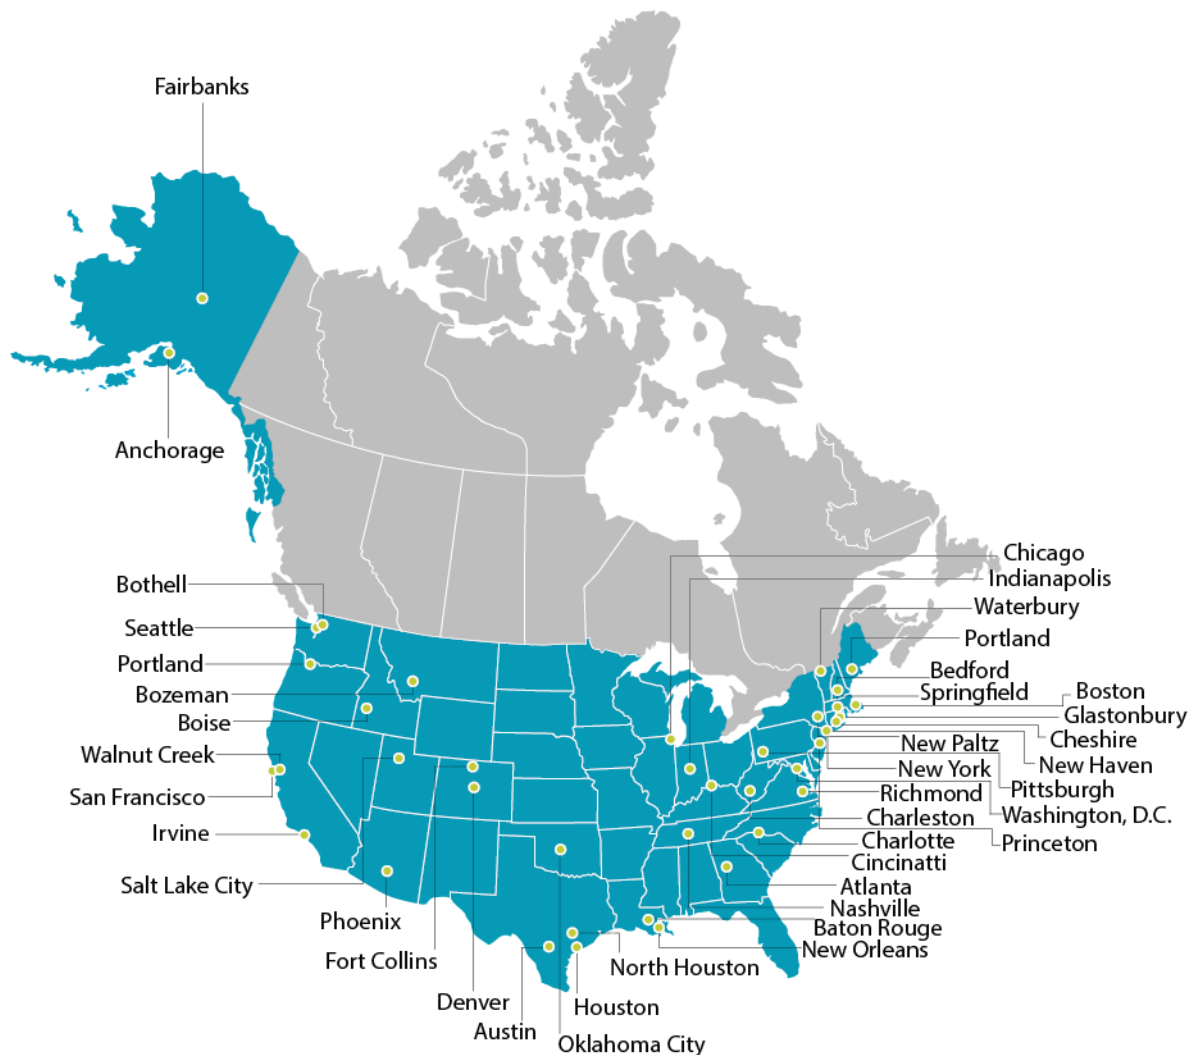 Fairbanks
Anchorage
Chicago
Indianapolis
Bothell
Waterbury
Seattle
Portland
Portland
Bedford
Bozeman
Springfield
Boston
Boise
Glastonbury
Cheshire
New Paltz
Walnut Creek
New Haven
New York
Pittsburgh
San Francisco
Richmond
Washington, D.C.
Charleston
Irvine
Charlotte
Princeton
Cincinatti
Salt Lake City
Atlanta
Nashville
Phoenix
Baton Rouge
New Orleans
Fort Collins
North Houston
Denver
Houston
Austin
Oklahoma City